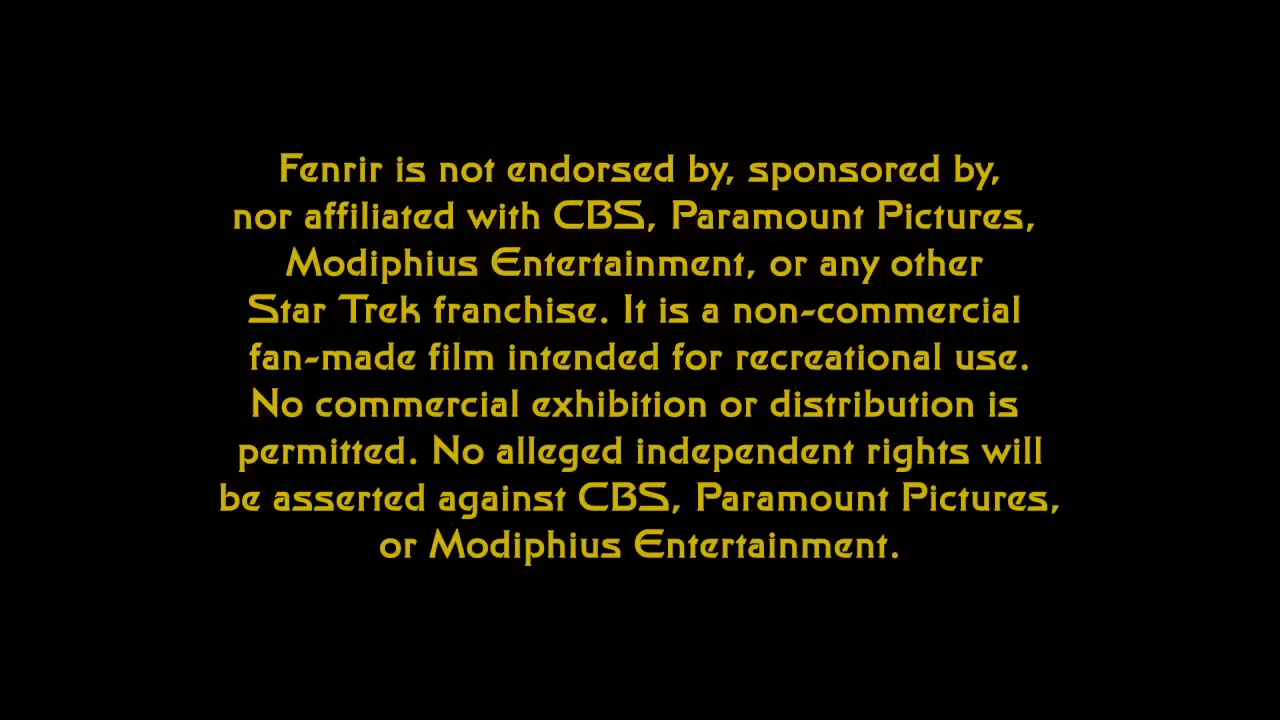 Fenrir is not endorsed by, sponsored by,
nor affiliated with CBS, Paramount Pictures,
Modiphius Entertainment, or any other
Star Trek franchise. It is a non-commercial
fan-made film intended for recreational use.
No commercial exhibition or distribution is
permitted. No alleged independent rights will
be asserted against CBS, Paramount Pictures,
or Modiphius Entertainment.